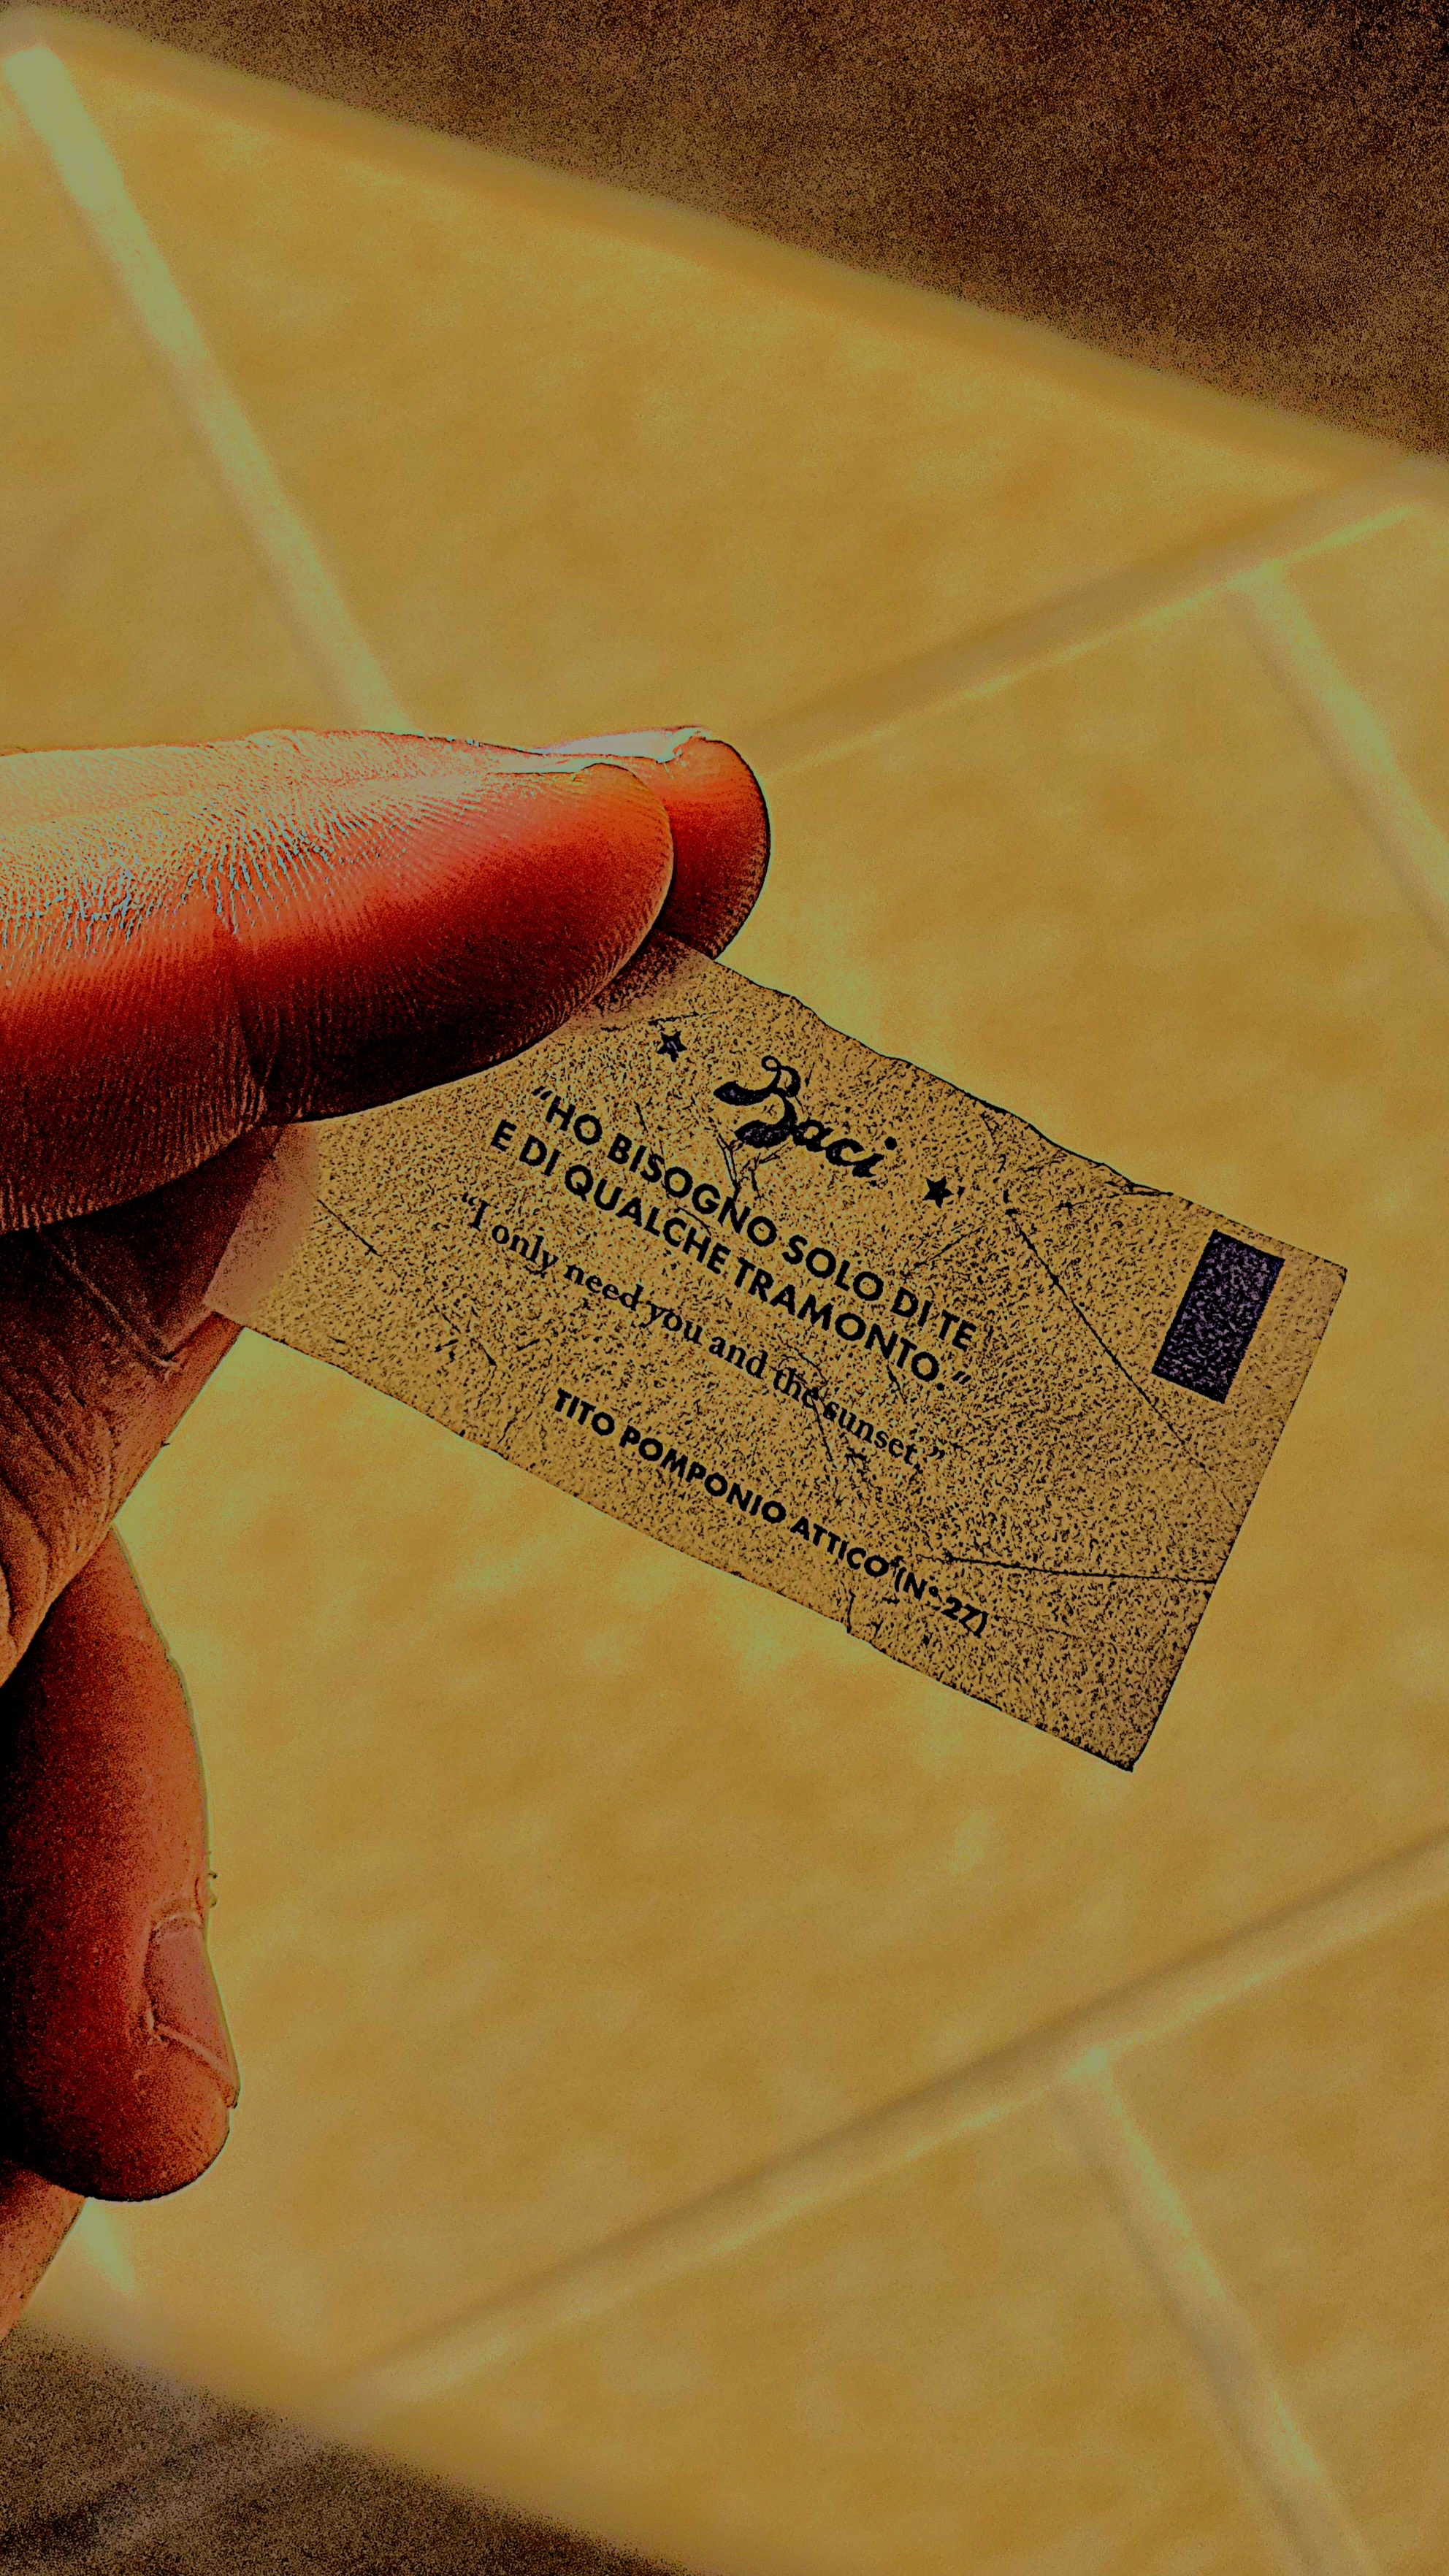 Baci
“HO BISOGNO SOLO DI TE
E DI QUALCHE TRAMONTO.”
“I only need you and the sunset.”
TITO POMPONIO ATTICO (N° 27)